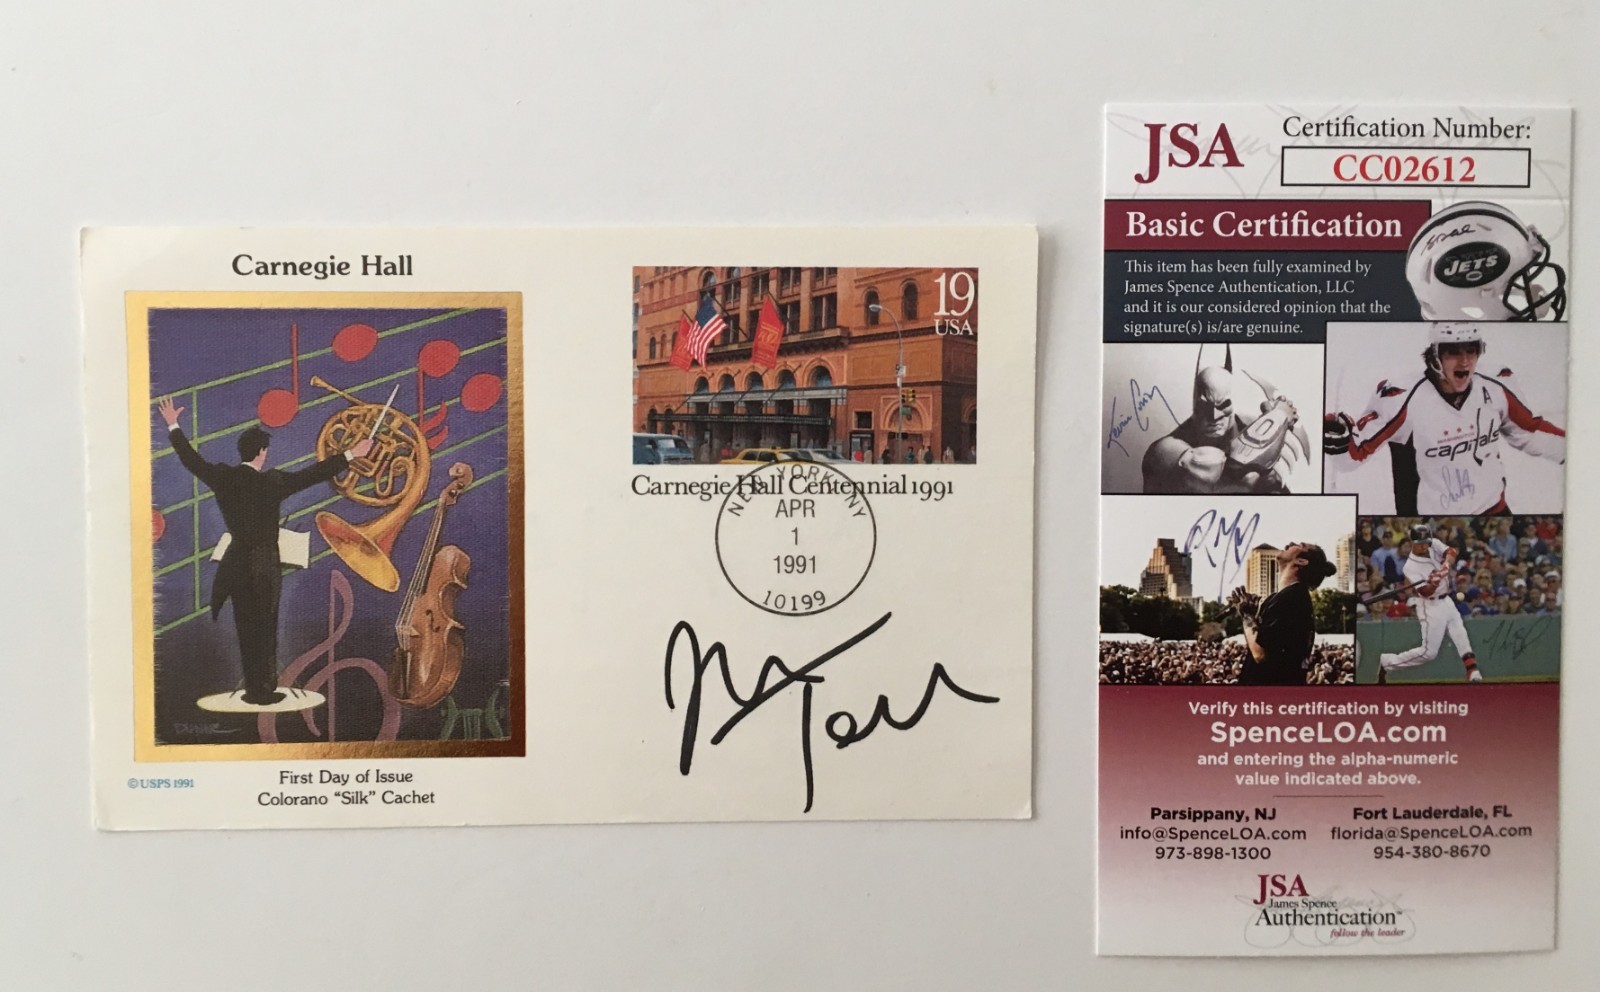 Carnegie Hall
19
USA
Carnegie Hall Centennial 1991
NEW YORK, NY
APR
1
1991
10199
© USPS 1991
First Day of Issue
Colorano "Silk" Cachet
JSA
Certification Number:
CC02612
Basic Certification
This item has been fully examined by
James Spence Authentication, LLC
and it is our considered opinion that the
signature(s) is/are genuine.
JETS
capitals
Verify this certification by visiting
SpenceLOA.com
and entering the alpha-numeric
value indicated above.
Parsippany, NJ
info@SpenceLOA.com
973-898-1300
Fort Lauderdale, FL
florida@SpenceLOA.com
954-380-8670
JSA
James Spence
Authentication™
follow the leader